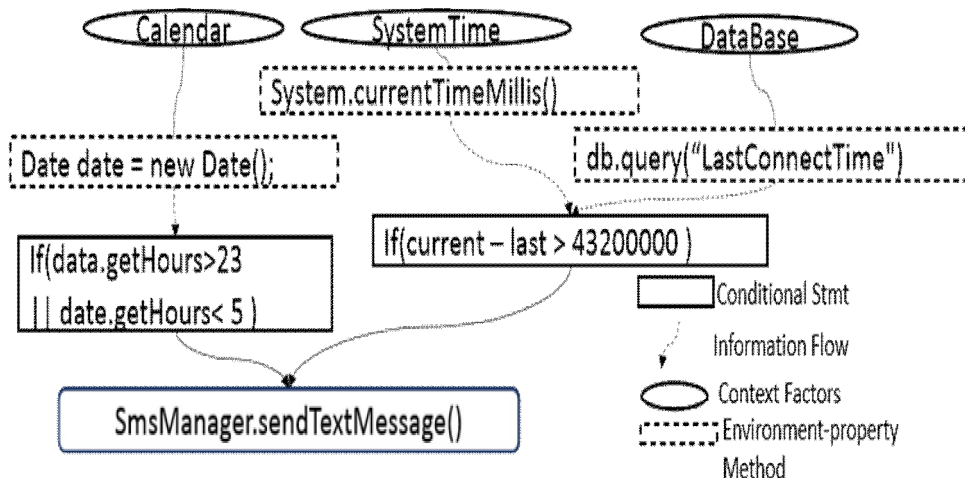 Calendar
SystemTime
DataBase
System.currentTimeMillis()
Date date = new Date();
db.query("LastConnectTime")
If(data.getHours>23
|| date.getHours< 5 )
If(current – last > 43200000 )
Conditional Stmt
Information Flow
Context Factors
Environment-property
Method
SmsManager.sendTextMessage()